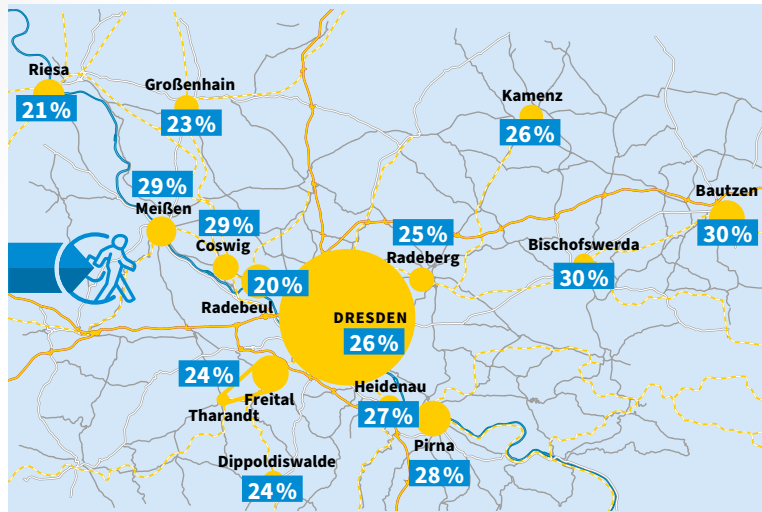 Riesa
21 %
Großenhain
23 %
Kamenz
26 %
29 %
Meißen
29 %
Coswig
Bautzen
30 %
25 %
Radeberg
Bischofswerda
30 %
20 %
Radebeul
DRESDEN
26 %
24 %
Freital
Tharandt
Heidenau
27 %
Pirna
28 %
Dippoldiswalde
24 %